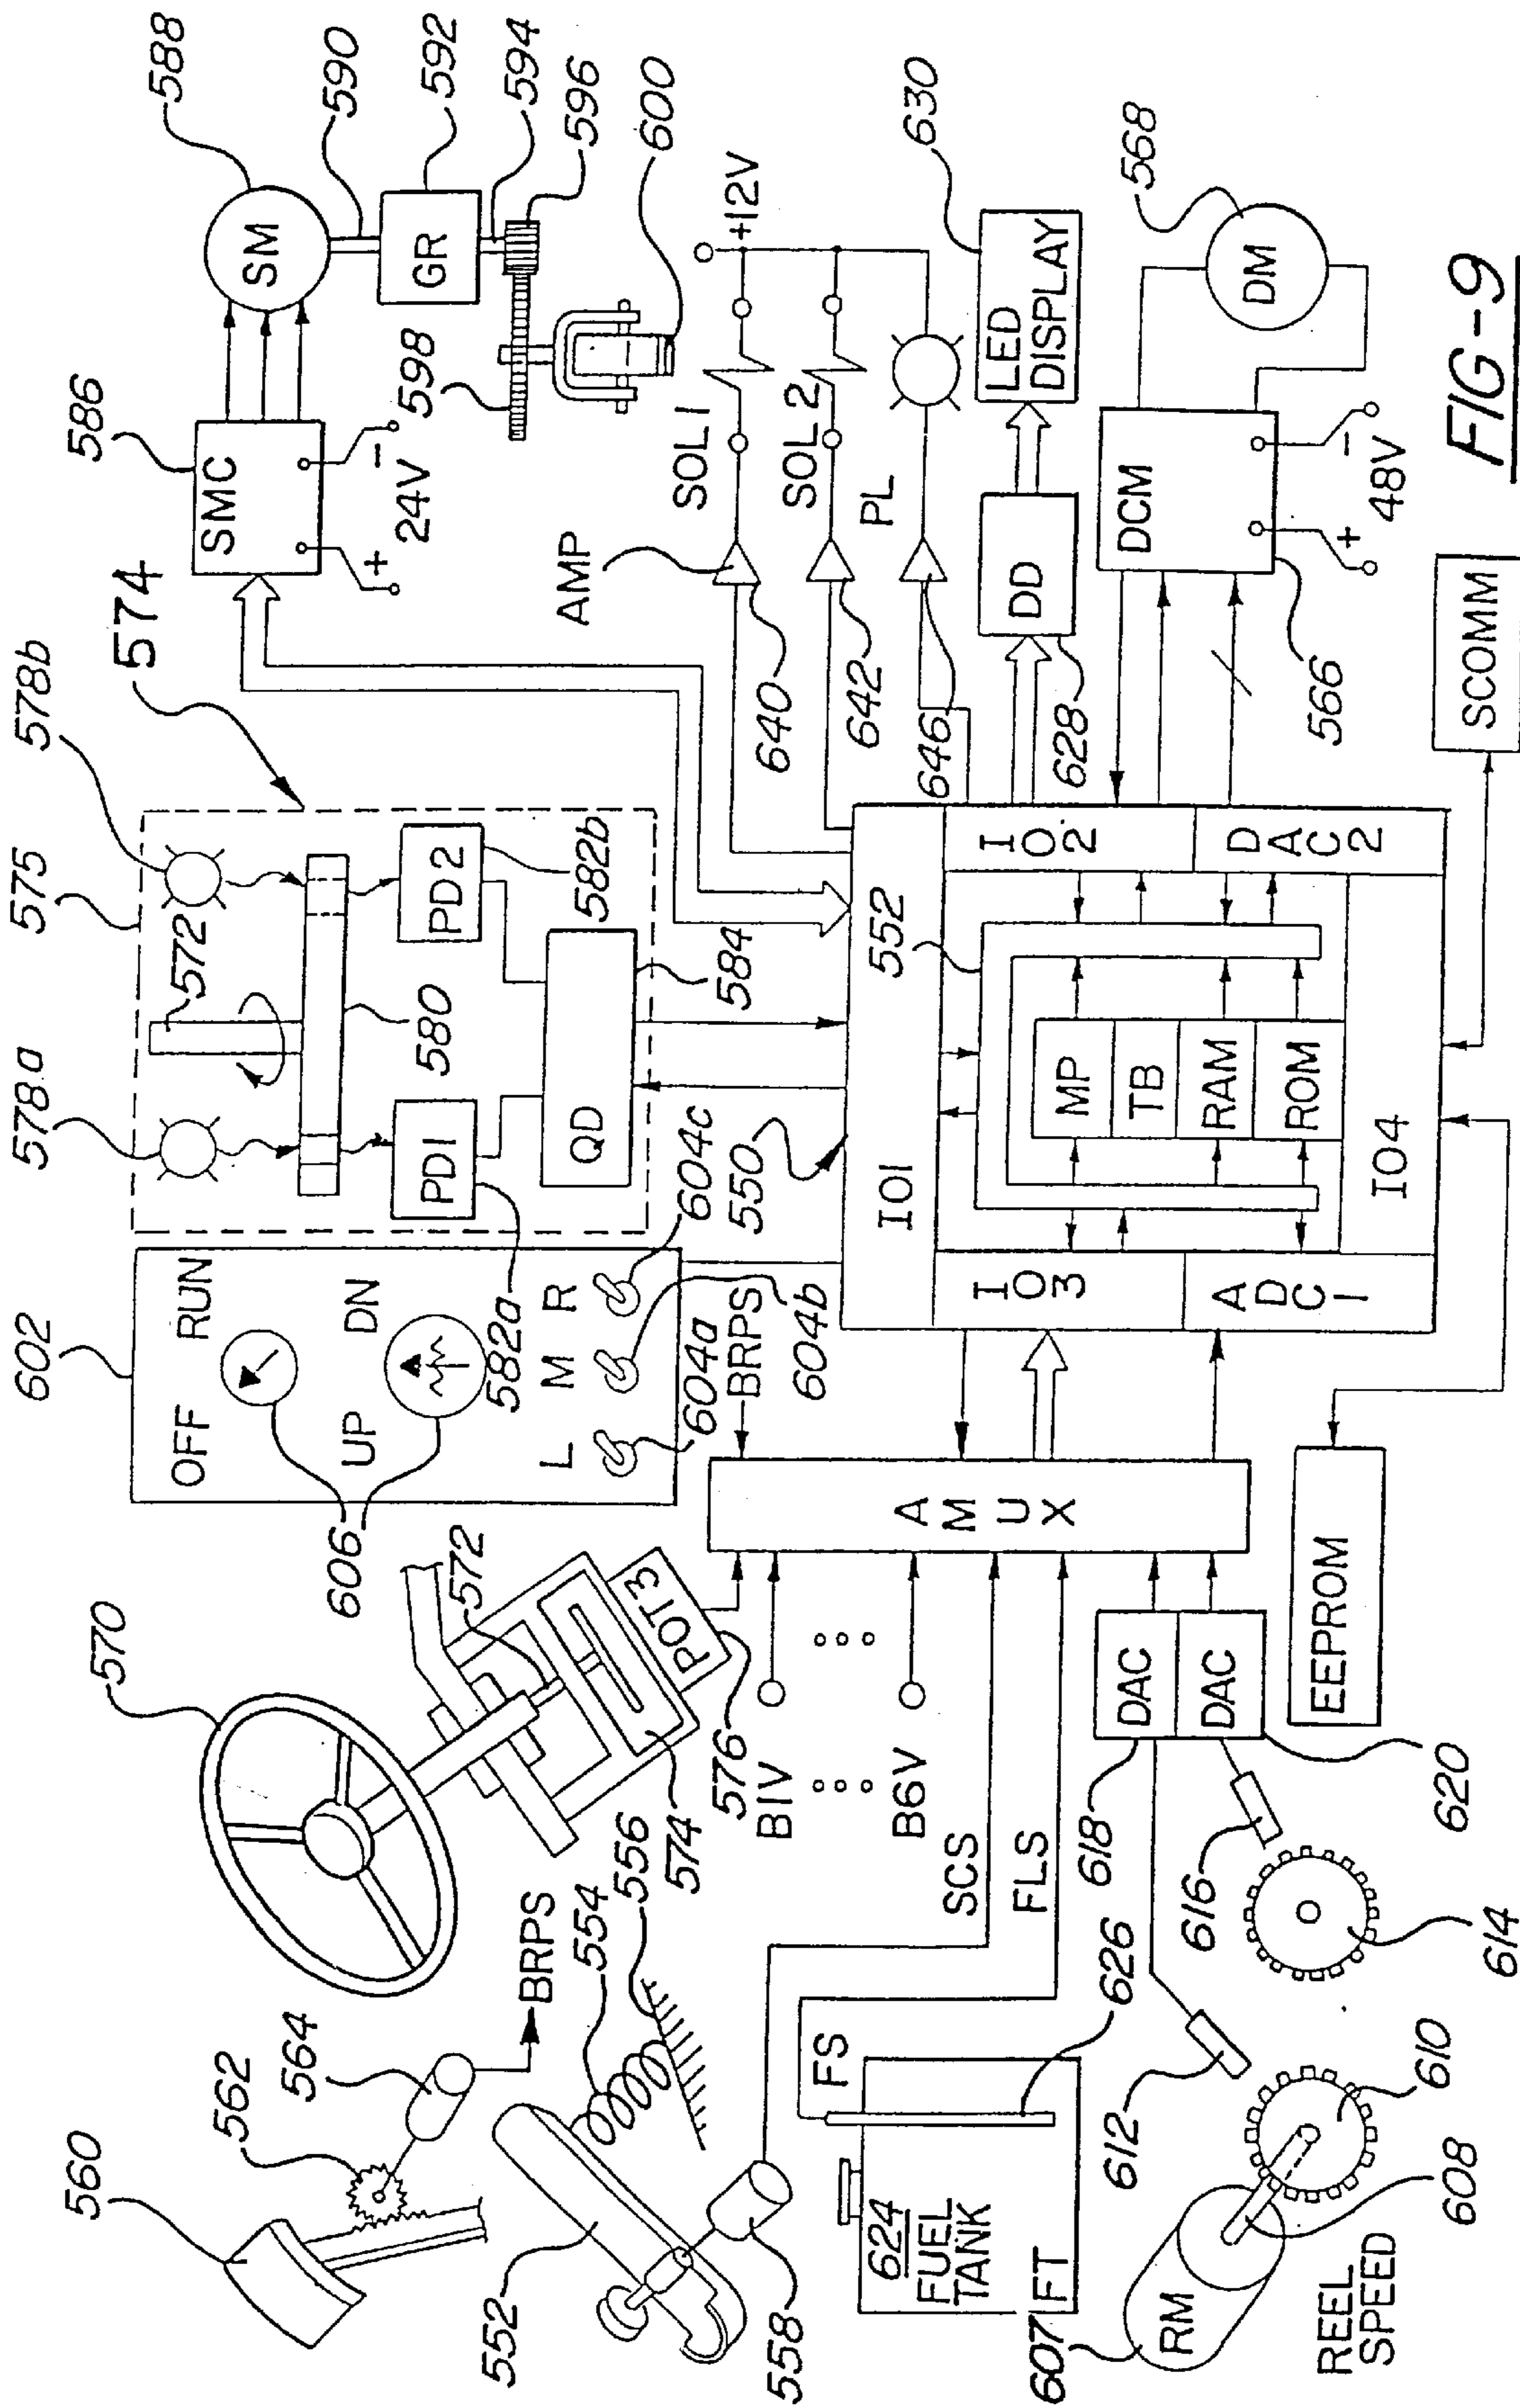 602
OFF
RUN
UP
DN
L
M
R
606
604a
604b
604c
575
578a
572
578b
574
580
PD1
PD2
582a
582b
QD
584
586
SMC
+
24V
−
SM
588
590
GR
592
594
596
598
600
AMP
SOL 1
SOL 2
PL
+12V
640
642
646
LED
DISPLAY
630
DD
628
DCM
+
48V
−
566
DM
568
SCOMM
550
IO1
552
IO2
DAC2
MP
TB
RAM
ROM
IO3
ADC1
IO4
BRPS
AMUX
EEPROM
570
572
POT3
574
576
B1V
B6V
SCS
FLS
DAC
DAC
618
620
560
562
564
BRPS
552
554
556
558
FS
626
624
FUEL
TANK
FT
607
RM
REEL
SPEED
608
610
612
614
616
FIG-9